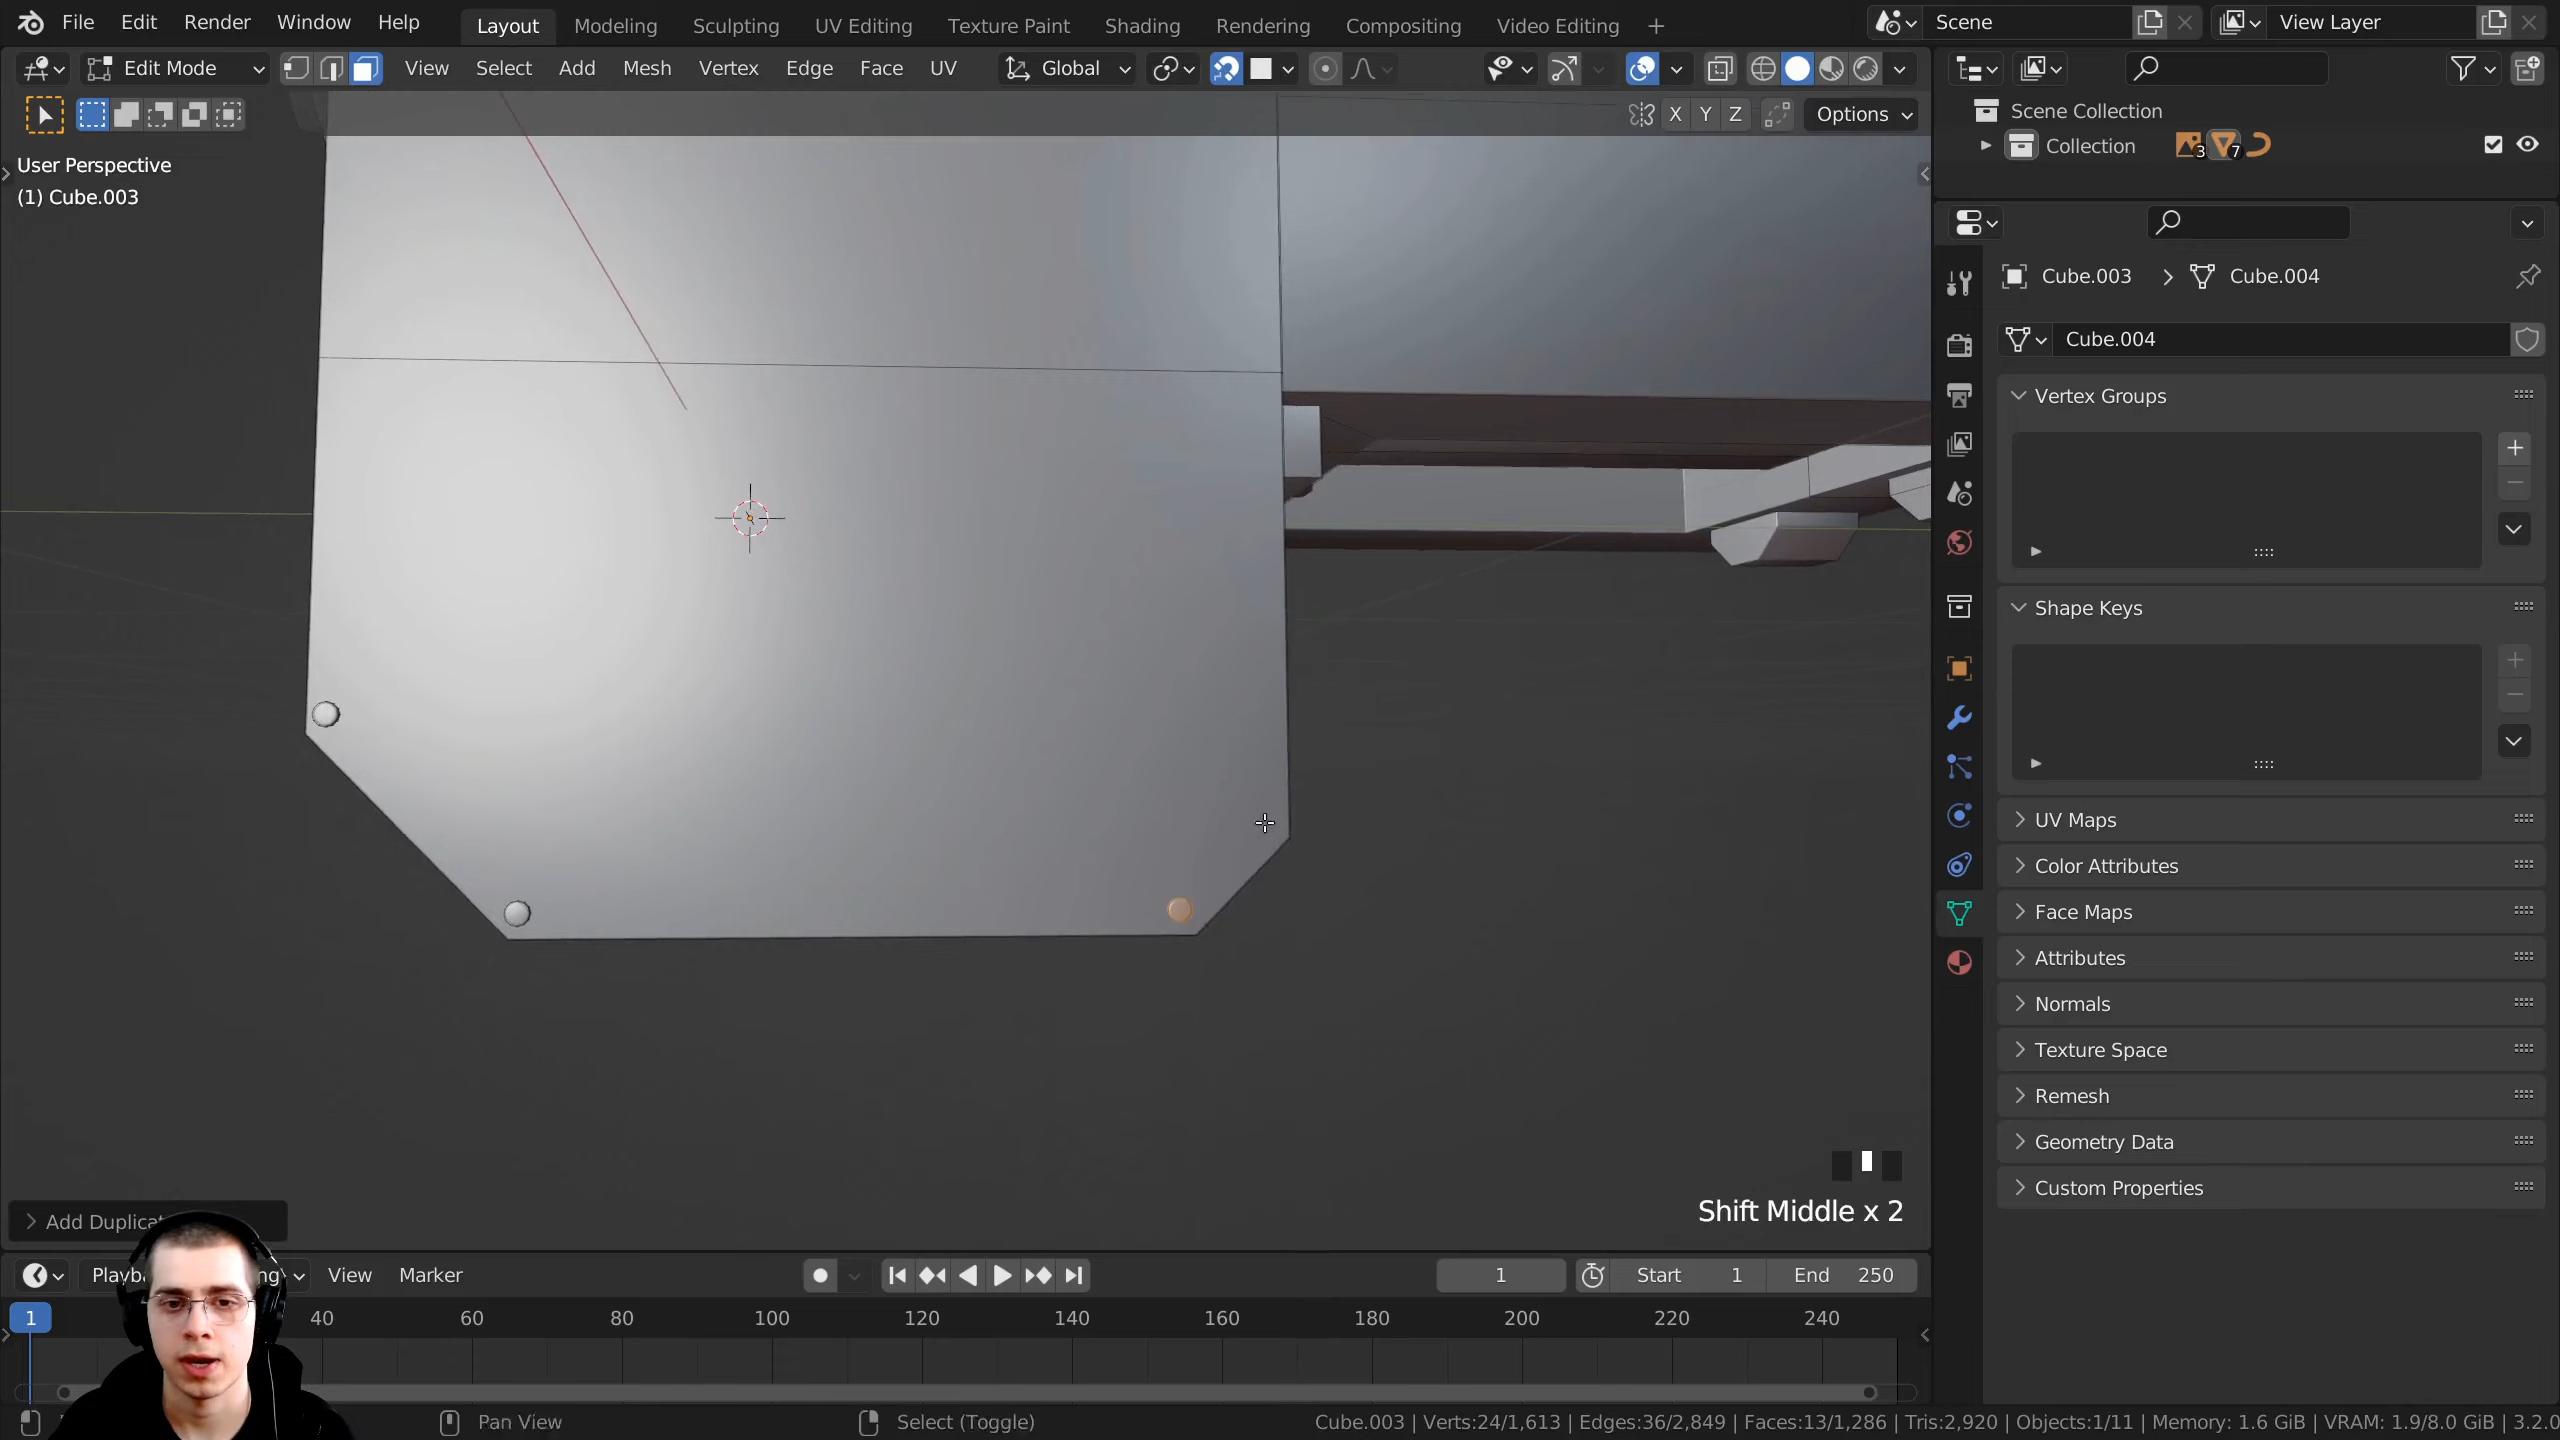 File Edit Render Window Help Layout Modeling Sculpting UV Editing Texture Paint Shading Rendering Compositing Video Editing + Scene View Layer
Edit Mode View Select Add Mesh Vertex Edge Face UV Global
X Y Z Options
User Perspective
(1) Cube.003
Scene Collection
Collection 3 7
Cube.003 > Cube.004
Cube.004
Vertex Groups
Shape Keys
UV Maps
Color Attributes
Face Maps
Attributes
Normals
Texture Space
Remesh
Geometry Data
Custom Properties
Shift Middle x 2
Add Duplicat
Playb ng View Marker 1 Start 1 End 250
1 40 60 80 100 120 140 160 180 200 220 240
Pan View Select (Toggle) Cube.003 | Verts:24/1,613 | Edges:36/2,849 | Faces:13/1,286 | Tris:2,920 | Objects:1/11 | Memory: 1.6 GiB | VRAM: 1.9/8.0 GiB | 3.2.0